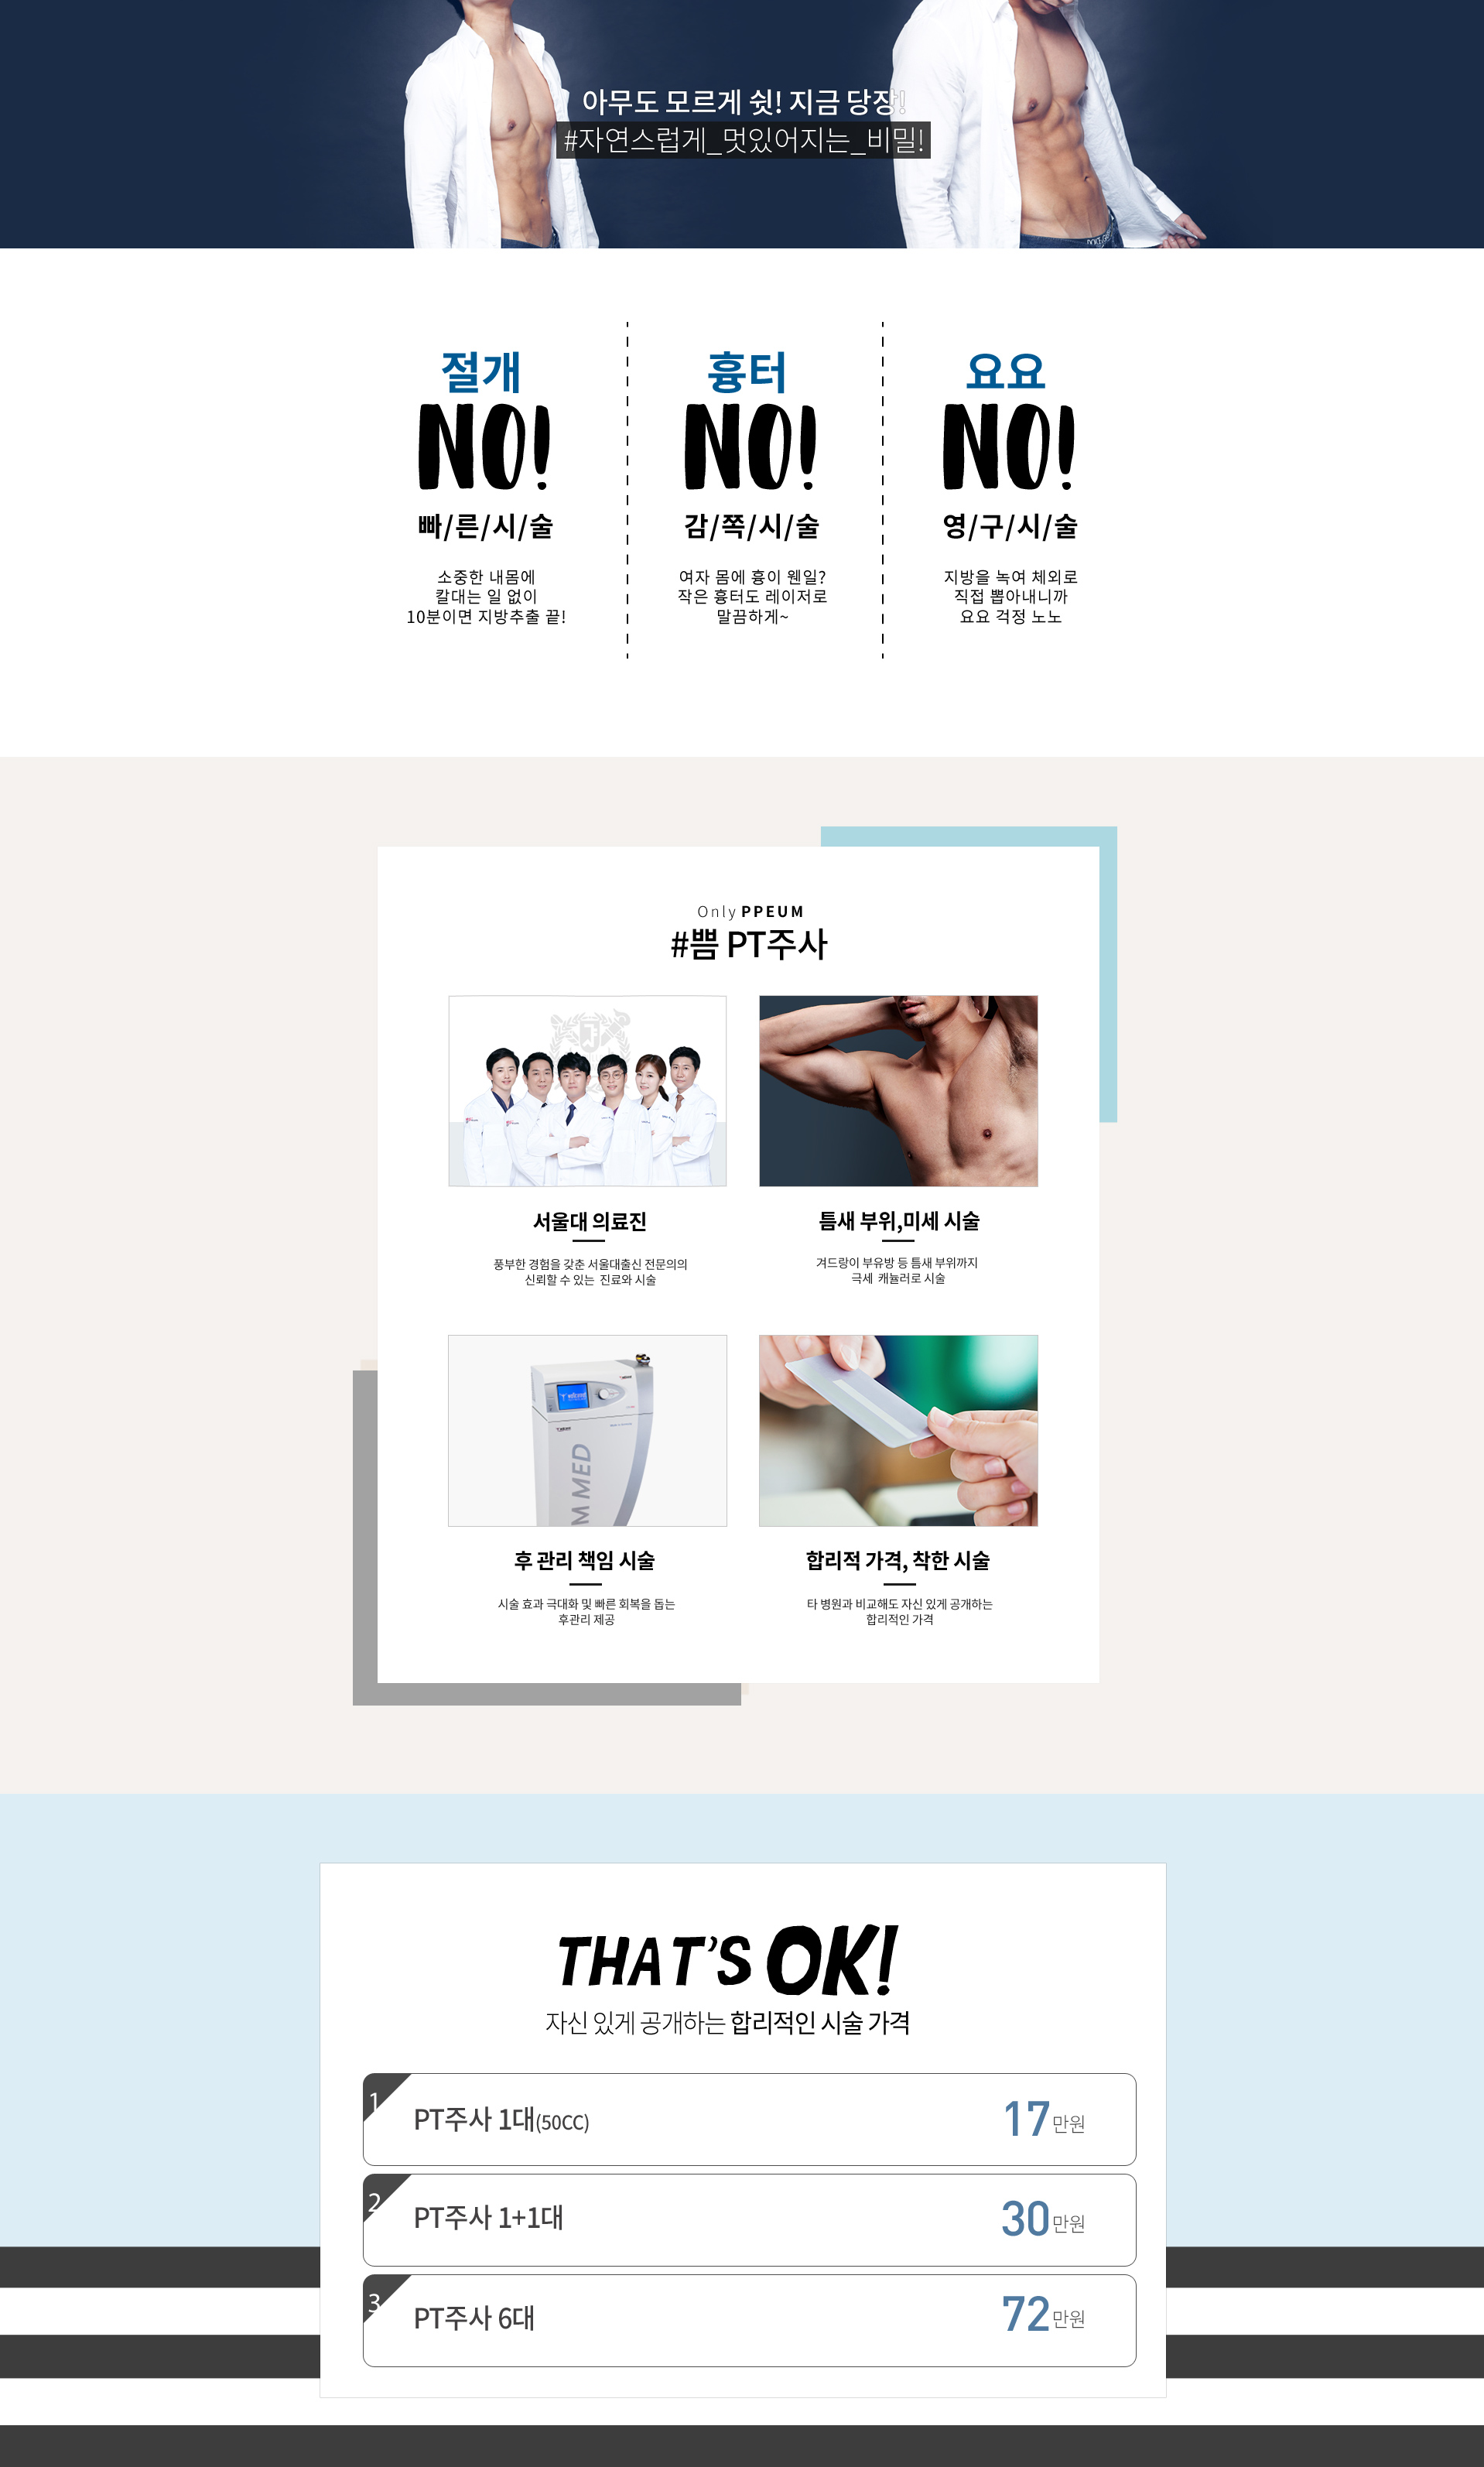 아무도 모르게 쉿! 지금 당장!
#자연스럽게_멋있어지는_비밀!
절개
NO!
빠/른/시/술
소중한 내몸에
칼대는 일 없이
10분이면 지방추출 끝!
흉터
NO!
감/쪽/시/술
여자 몸에 흉이 웬일?
작은 흉터도 레이저로
말끔하게~
요요
NO!
영/구/시/술
지방을 녹여 체외로
직접 뽑아내니까
요요 걱정 노노
Only PPEUM
#쁨 PT주사
서울대 의료진
풍부한 경험을 갖춘 서울대출신 전문의의
신뢰할 수 있는 진료와 시술
틈새 부위,미세 시술
겨드랑이 부유방 등 틈새 부위까지
극세 캐뉼러로 시술
M MED
후 관리 책임 시술
시술 효과 극대화 및 빠른 회복을 돕는
후관리 제공
합리적 가격, 착한 시술
타 병원과 비교해도 자신 있게 공개하는
합리적인 가격
THAT'S OK!
자신 있게 공개하는 합리적인 시술 가격
1
PT주사 1대(50CC)
17만원
2
PT주사 1+1대
30만원
3
PT주사 6대
72만원